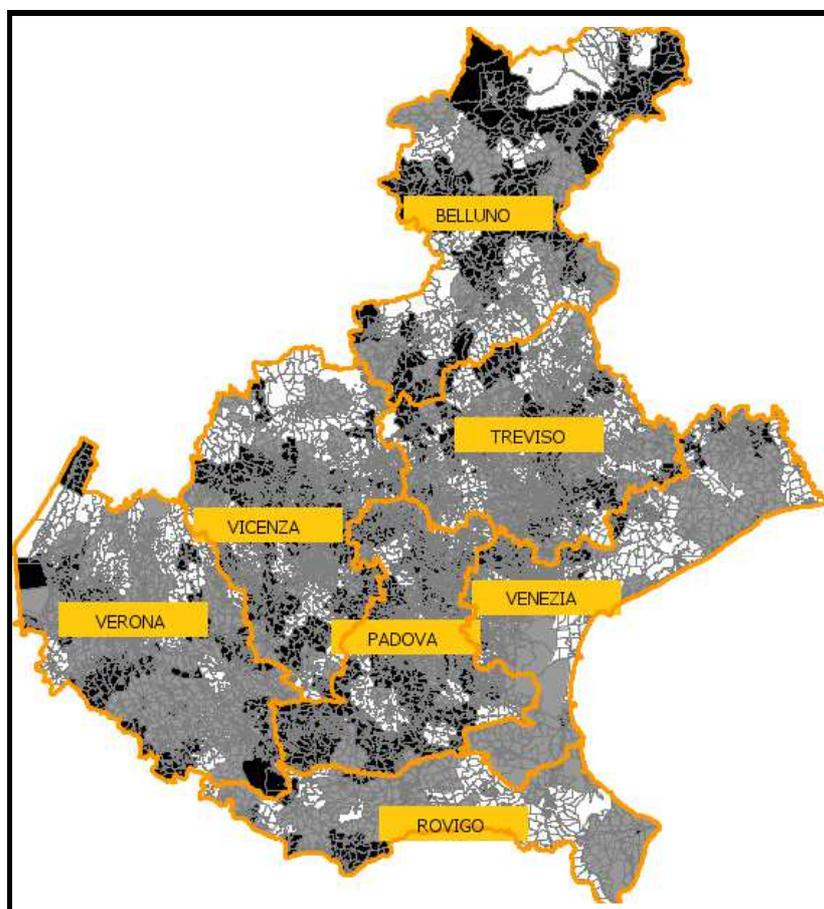 BELLUNO
TREVISO
VICENZA
VENEZIA
VERONA
PADOVA
ROVIGO